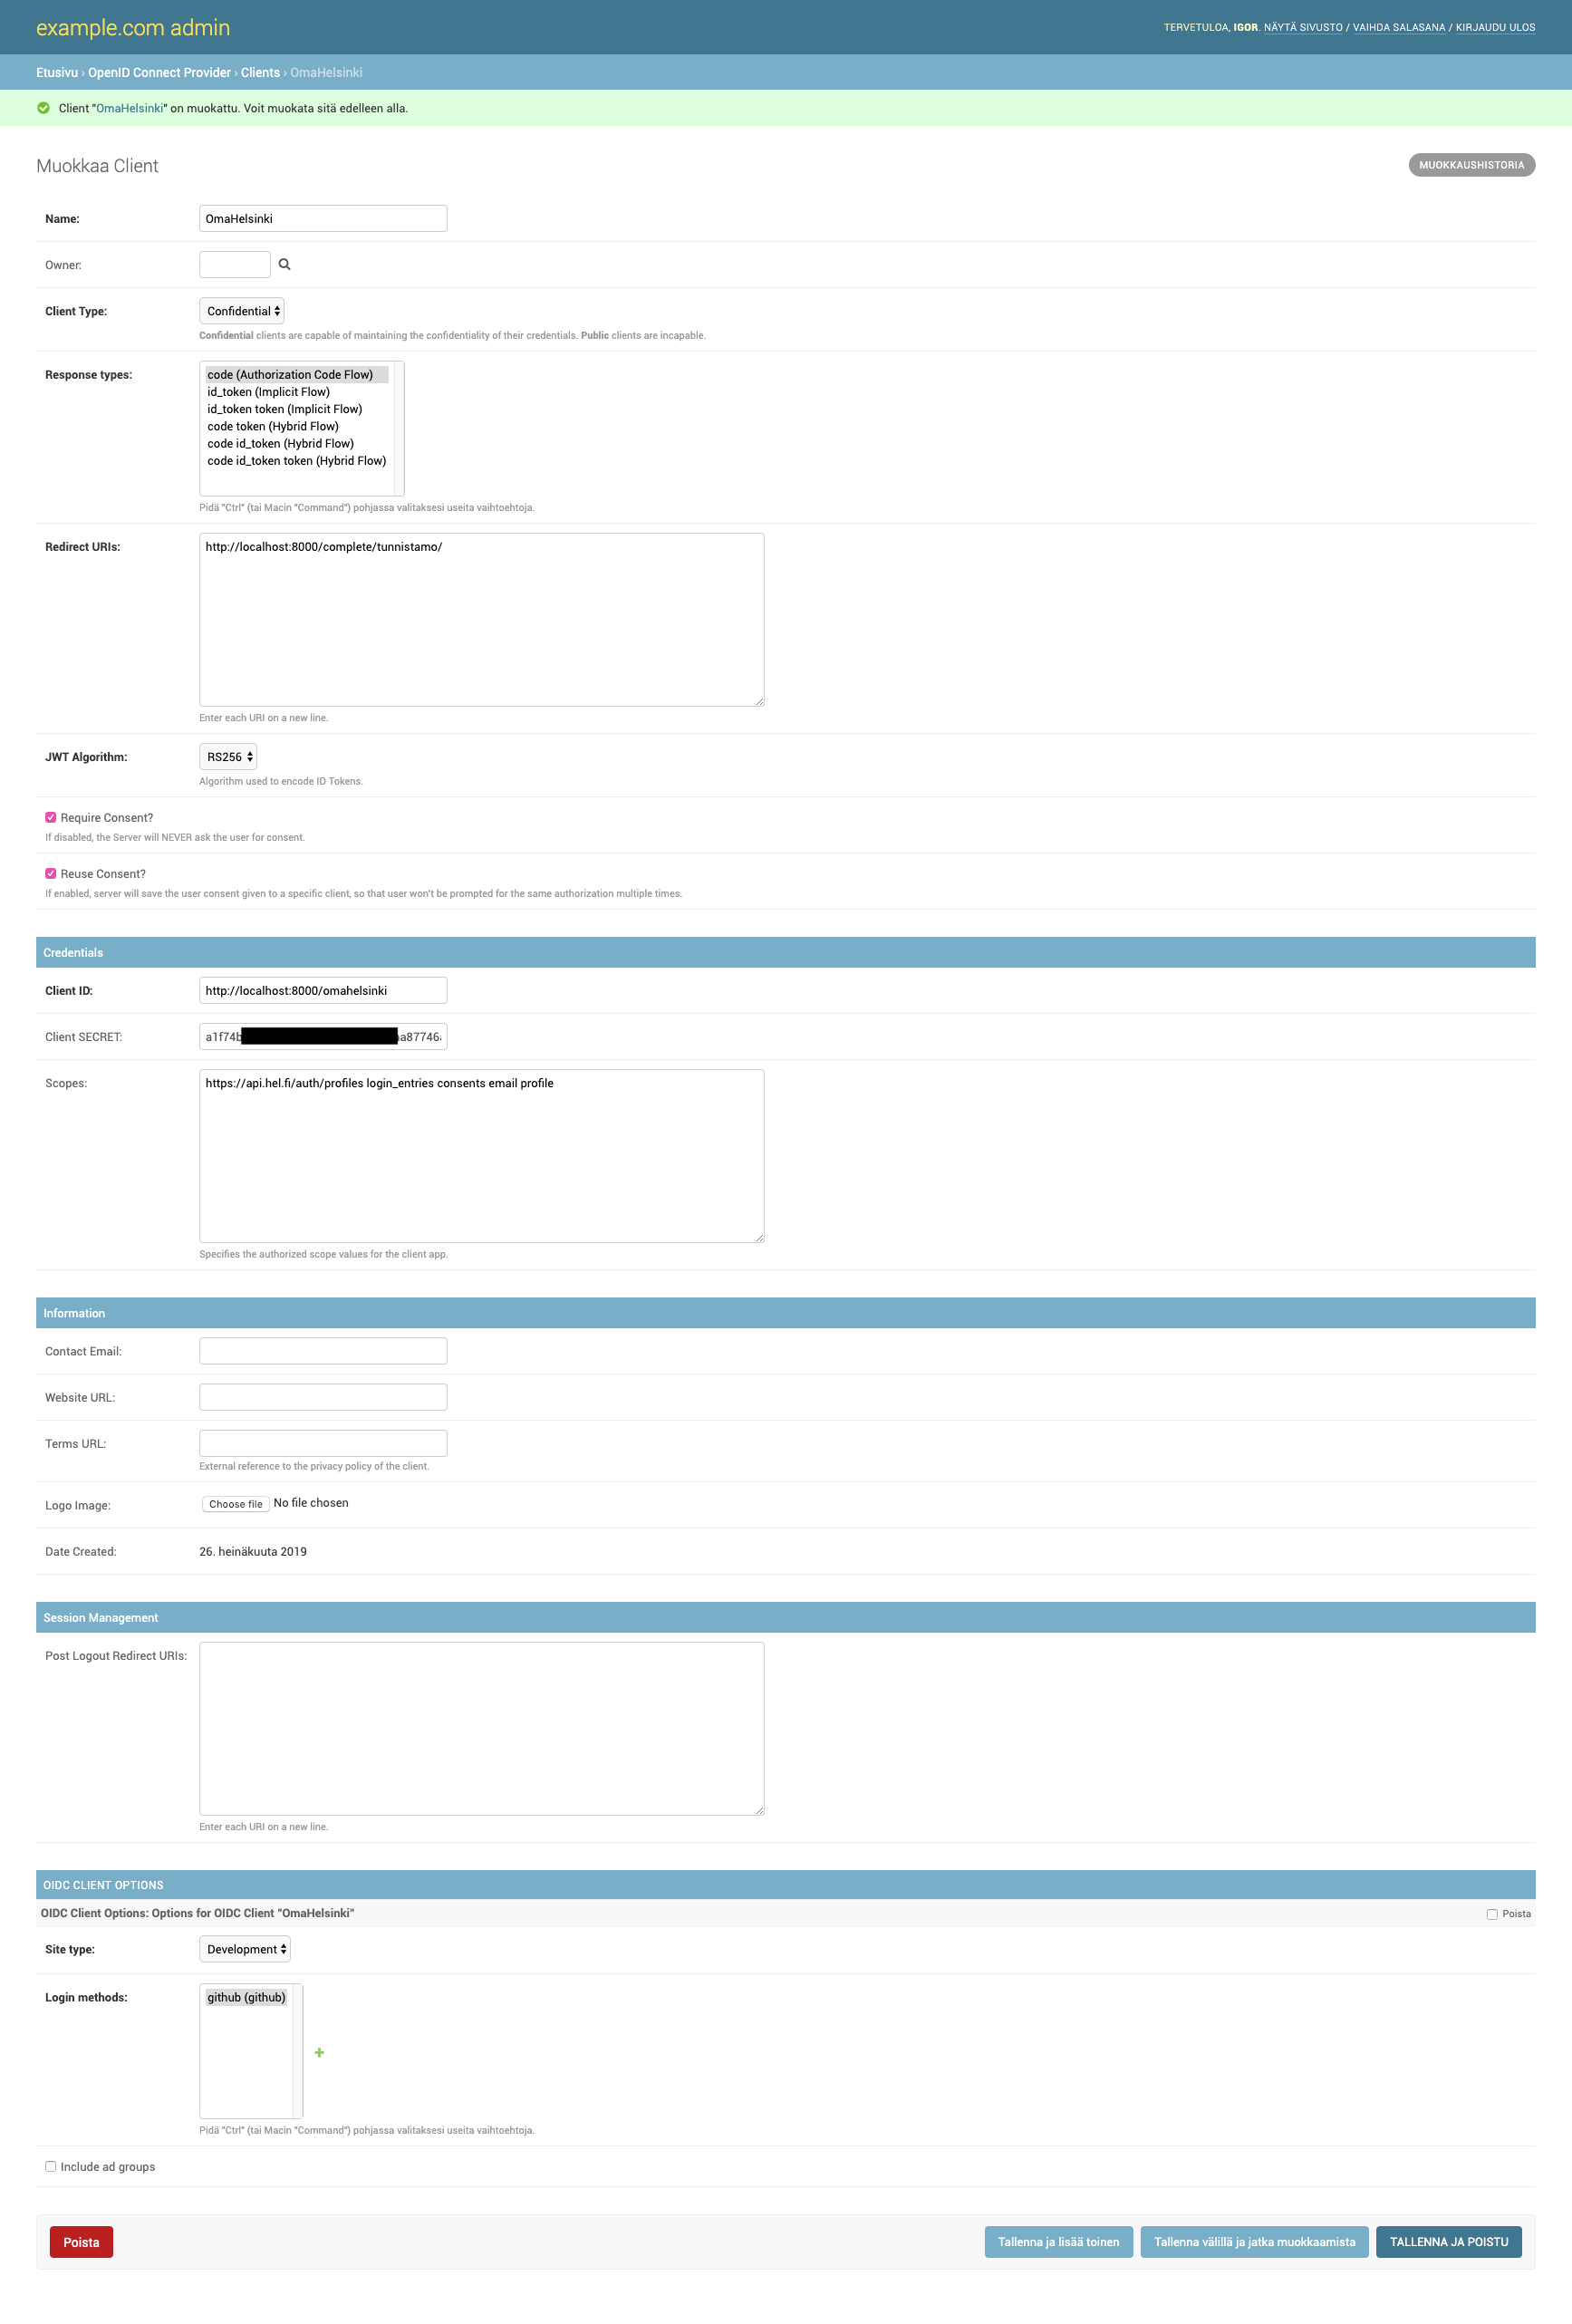 example.com admin
TERVETULOA, IGOR. NÄYTÄ SIVUSTO / VAIHDA SALASANA / KIRJAUDU ULOS
Etusivu › OpenID Connect Provider › Clients › OmaHelsinki
Client "OmaHelsinki" on muokattu. Voit muokata sitä edelleen alla.
Muokkaa Client
MUOKKAUSHISTORIA
Name: OmaHelsinki
Owner:
Client Type: Confidential
Confidential clients are capable of maintaining the confidentiality of their credentials. Public clients are incapable.
Response types: code (Authorization Code Flow)
id_token (Implicit Flow)
id_token token (Implicit Flow)
code token (Hybrid Flow)
code id_token (Hybrid Flow)
code id_token token (Hybrid Flow)
Pidä "Ctrl" (tai Macin "Command") pohjassa valitaksesi useita vaihtoehtoja.
Redirect URIs: http://localhost:8000/complete/tunnistamo/
Enter each URI on a new line.
JWT Algorithm: RS256
Algorithm used to encode ID Tokens.
Require Consent?
If disabled, the Server will NEVER ask the user for consent.
Reuse Consent?
If enabled, server will save the user consent given to a specific client, so that user won't be prompted for the same authorization multiple times.
Credentials
Client ID: http://localhost:8000/omahelsinki
Client SECRET:
Scopes: https://api.hel.fi/auth/profiles login_entries consents email profile
Specifies the authorized scope values for the client app.
Information
Contact Email:
Website URL:
Terms URL:
External reference to the privacy policy of the client.
Logo Image: Choose file No file chosen
Date Created: 26. heinäkuuta 2019
Session Management
Post Logout Redirect URIs:
Enter each URI on a new line.
OIDC CLIENT OPTIONS
OIDC Client Options: Options for OIDC Client "OmaHelsinki"
Poista
Site type: Development
Login methods: github (github)
Pidä "Ctrl" (tai Macin "Command") pohjassa valitaksesi useita vaihtoehtoja.
Include ad groups
Poista
Tallenna ja lisää toinen
Tallenna välillä ja jatka muokkaamista
TALLENNA JA POISTU